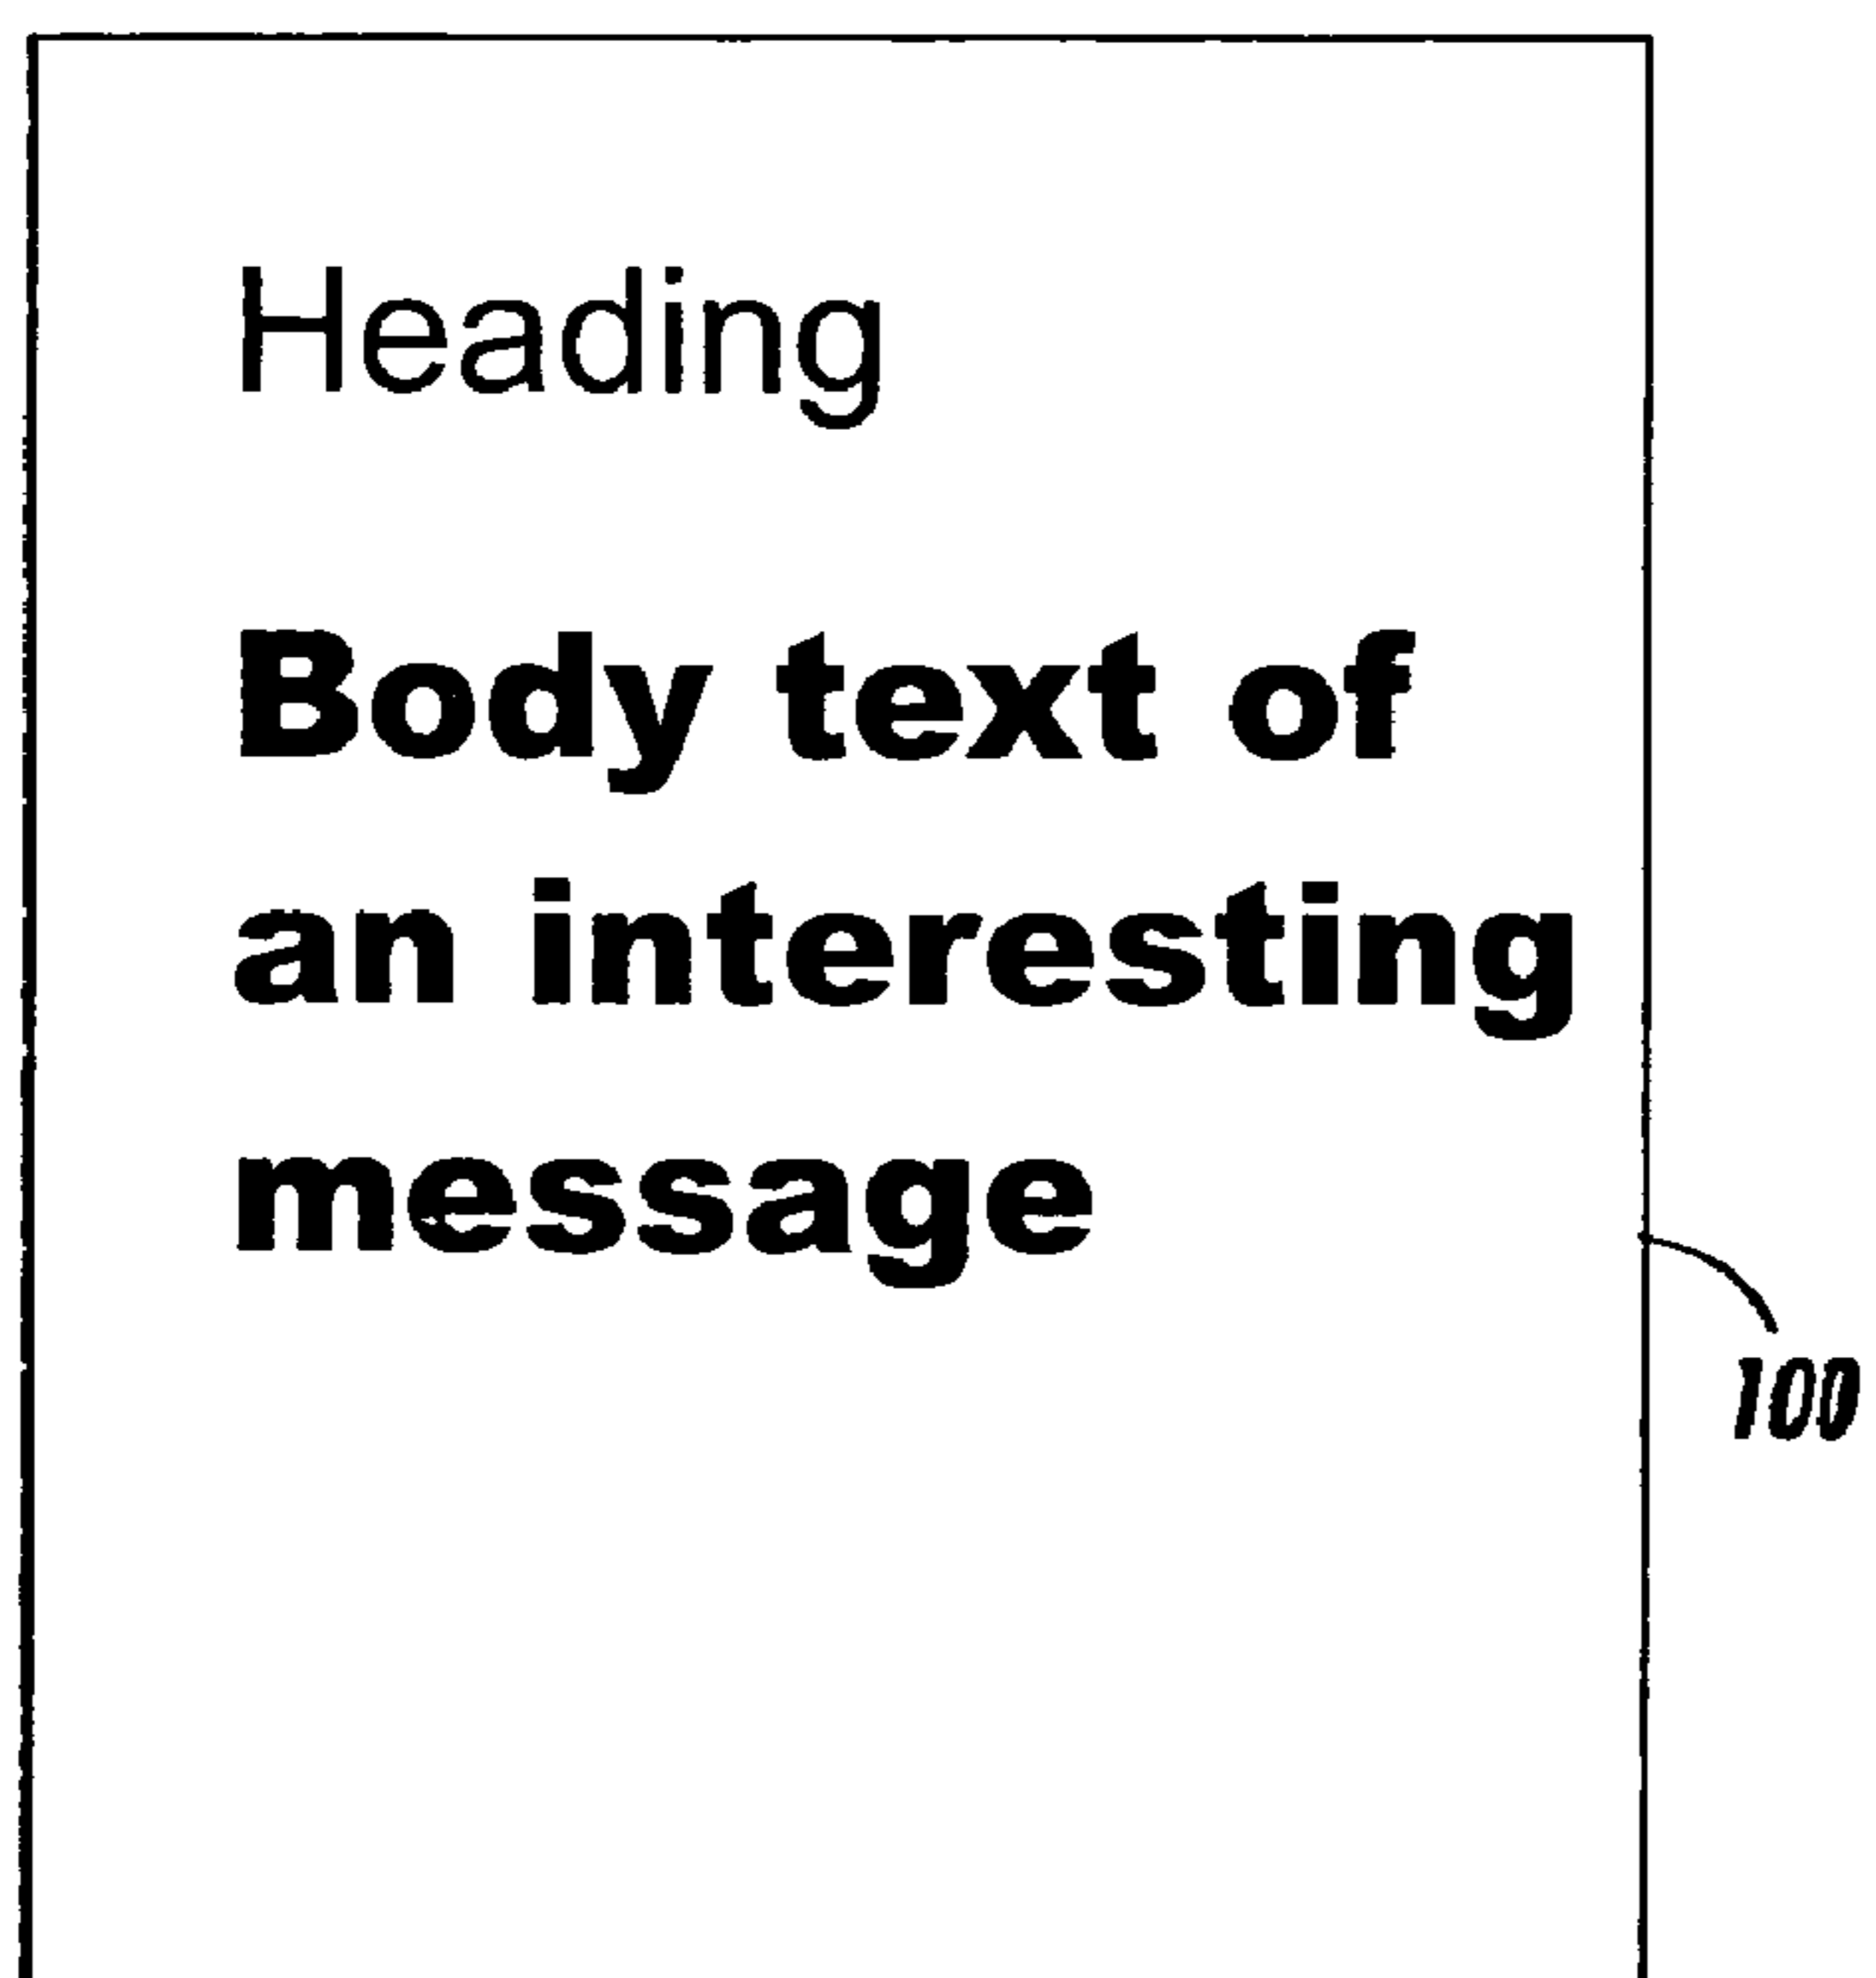 Heading
Body text of
an interesting
message
100